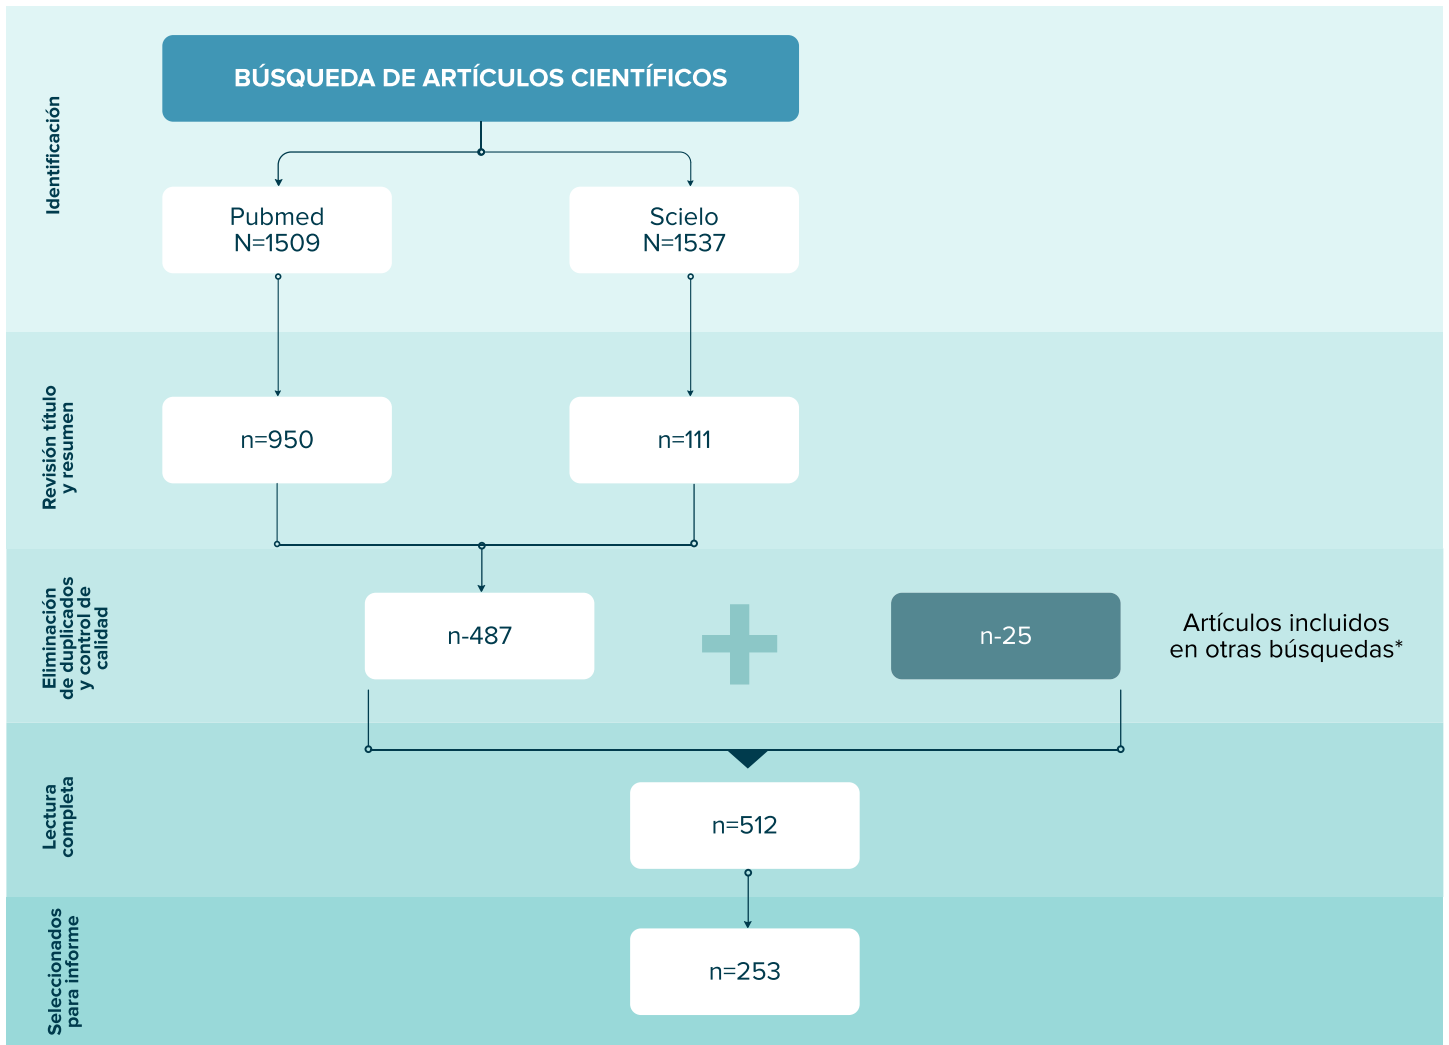 BÚSQUEDA DE ARTÍCULOS CIENTÍFICOS
Identificación
Pubmed
N=1509
Scielo
N=1537
Revisión título
y resumen
n=950
n=111
Eliminación
de duplicados
y control de
calidad
n-487
n-25
Artículos incluidos
en otras búsquedas*
Lectura
completa
n=512
Seleccionados
para informe
n=253